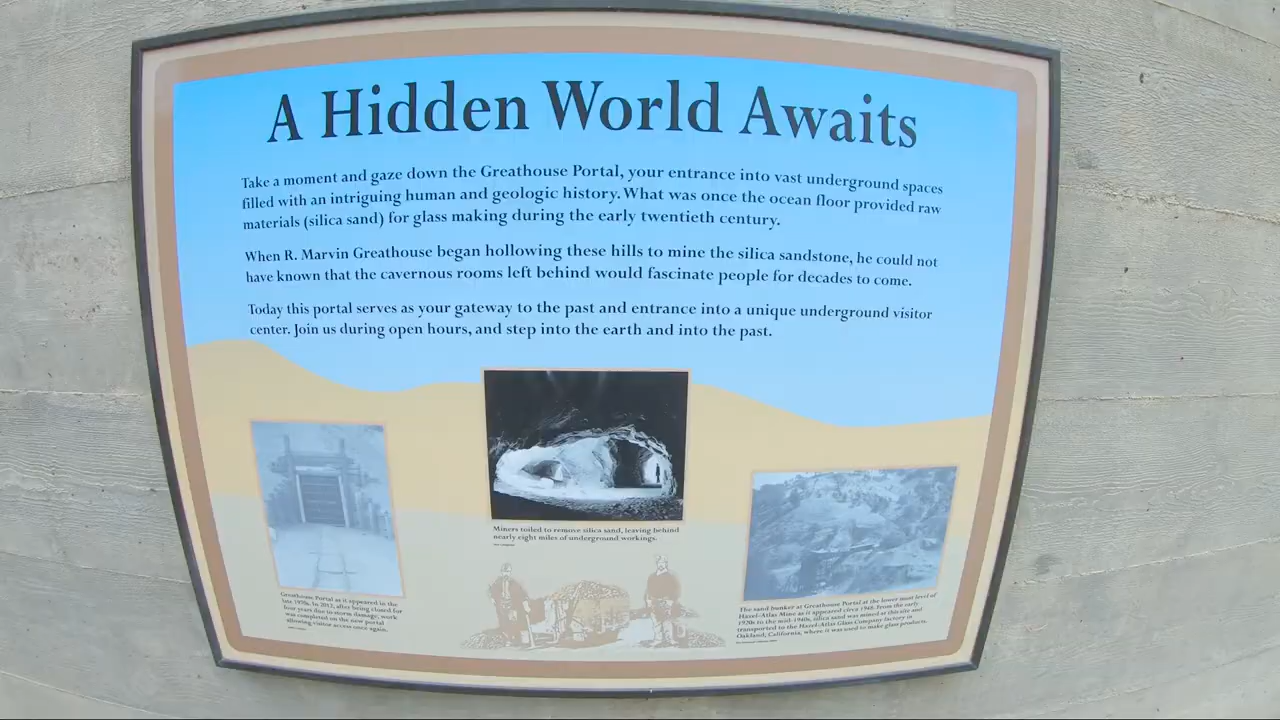 A Hidden World Awaits
Take a moment and gaze down the Greathouse Portal, your entrance into vast underground spaces
filled with an intriguing human and geologic history. What was once the ocean floor provided raw
materials (silica sand) for glass making during the early twentieth century.
When R. Marvin Greathouse began hollowing these hills to mine the silica sandstone, he could not
have known that the cavernous rooms left behind would fascinate people for decades to come.
Today this portal serves as your gateway to the past and entrance into a unique underground visitor
center. Join us during open hours, and step into the earth and into the past.
Miners toiled to remove silica sand, leaving behind
nearly eight miles of underground workings.
Greathouse Portal as it appeared in the
late 1970s. In 2012, after being closed for
four years due to storm damage, work
was completed on the new portal
allowing visitor access once again.
The sand bunker at Greathouse Portal at the lower most level of
Hazel-Atlas Mine as it appeared circa 1940. From the early
1920s to the mid-1940s, silica sand was mined at this site and
transported to the Hazel-Atlas Glass Company factory in
Oakland, California, where it was used to make glass products.